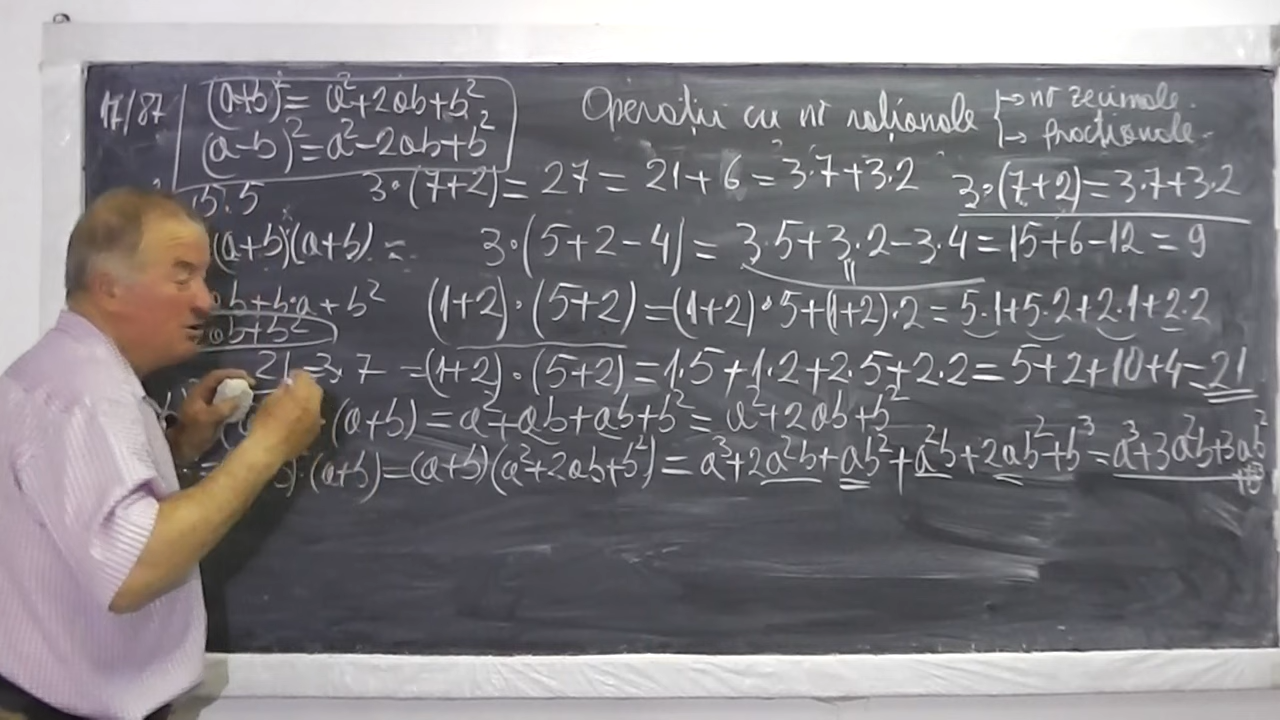 17/87 (a+b)²= a²+2ab+b² Operații cu nr raționale → nr zecimale.
(a-b)²=a²-2ab+b² → fracționale.
15.5 3·(7+2)= 27= 21+6=3·7+3·2 3·(7+2)=3·7+3·2
(a+b)(a+b)= 3·(5+2-4)= 3·5+3·2-3·4=15+6-12=9
ab+b·a+b² (1+2)·(5+2)=(1+2)·5+(1+2)·2=5·1+5·2+2·1+2·2
ab+b²
21=3·7 =(1+2)·(5+2)=1·5+1·2+2·5+2·2=5+2+10+4=21
(a+b)=a²+ab+ab+b²=a²+2ab+b²
·(a+b)=(a+b)(a²+2ab+b²)=a³+2a²b+ab²+a²b+2ab²+b³=a³+3a²b+3ab²
+b³